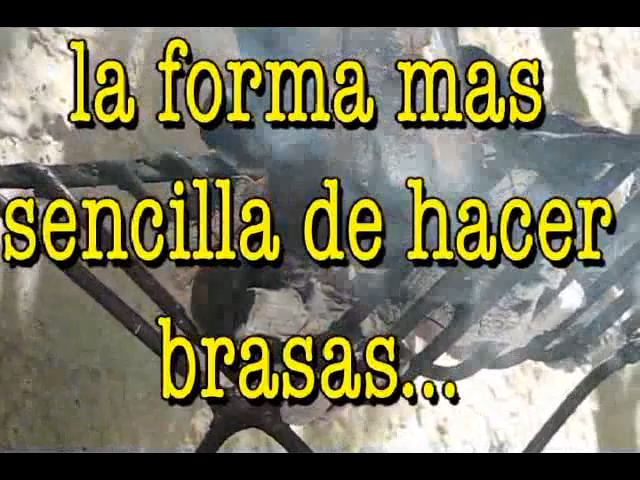 la forma mas
sencilla de hacer
brasas...